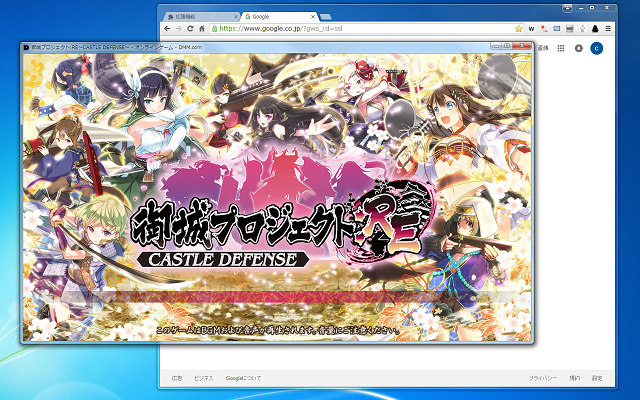 拡張機能
Google
https://www.google.co.jp/?gws_rd=ssl
御城プロジェクト:RE～CASTLE DEFENSE～ - オンラインゲーム - DMM.com
画像
C
御城プロジェクト
RE
CASTLE DEFENSE
このゲームはBGMおよび音声が再生されます。音量にご注意ください。
広告 ビジネス Googleについて プライバシー 規約 設定